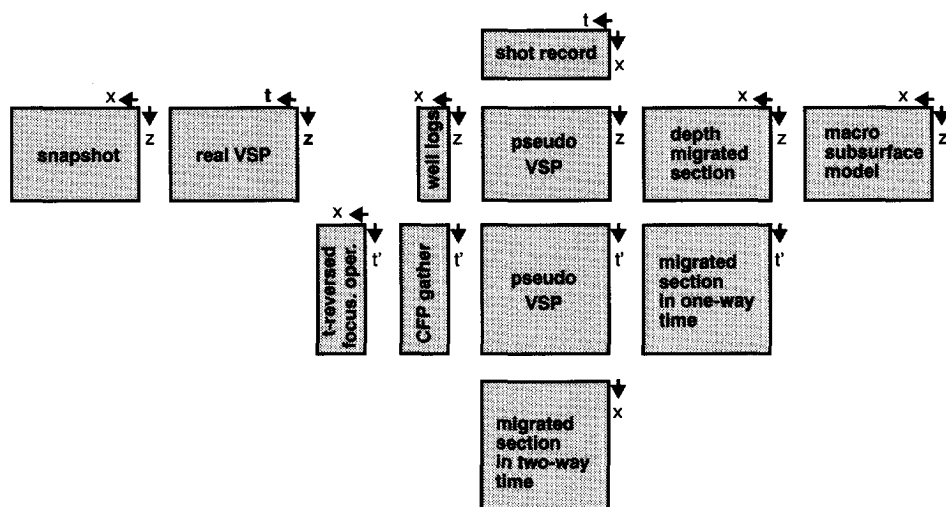 t
shot record
x
x
z
snapshot
t
z
real VSP
x
z
well logs
z
pseudo
VSP
x
z
depth
migrated
section
x
z
macro
subsurface
model
x
t'
t-reversed
focus. oper.
t'
CFP gather
t'
pseudo
VSP
t'
migrated
section
in one-way
time
x
migrated
section
in two-way
time